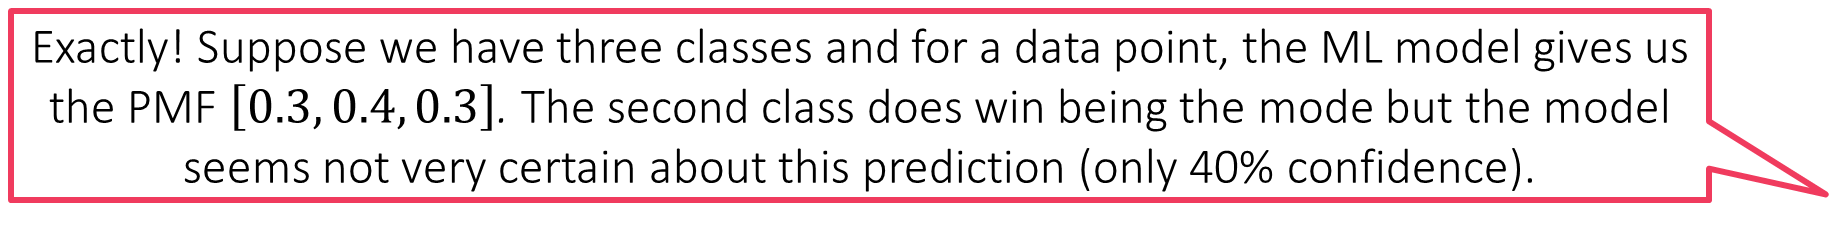 Exactly! Suppose we have three classes and for a data point, the ML model gives us
the PMF [0.3, 0.4, 0.3]. The second class does win being the mode but the model
seems not very certain about this prediction (only 40% confidence).